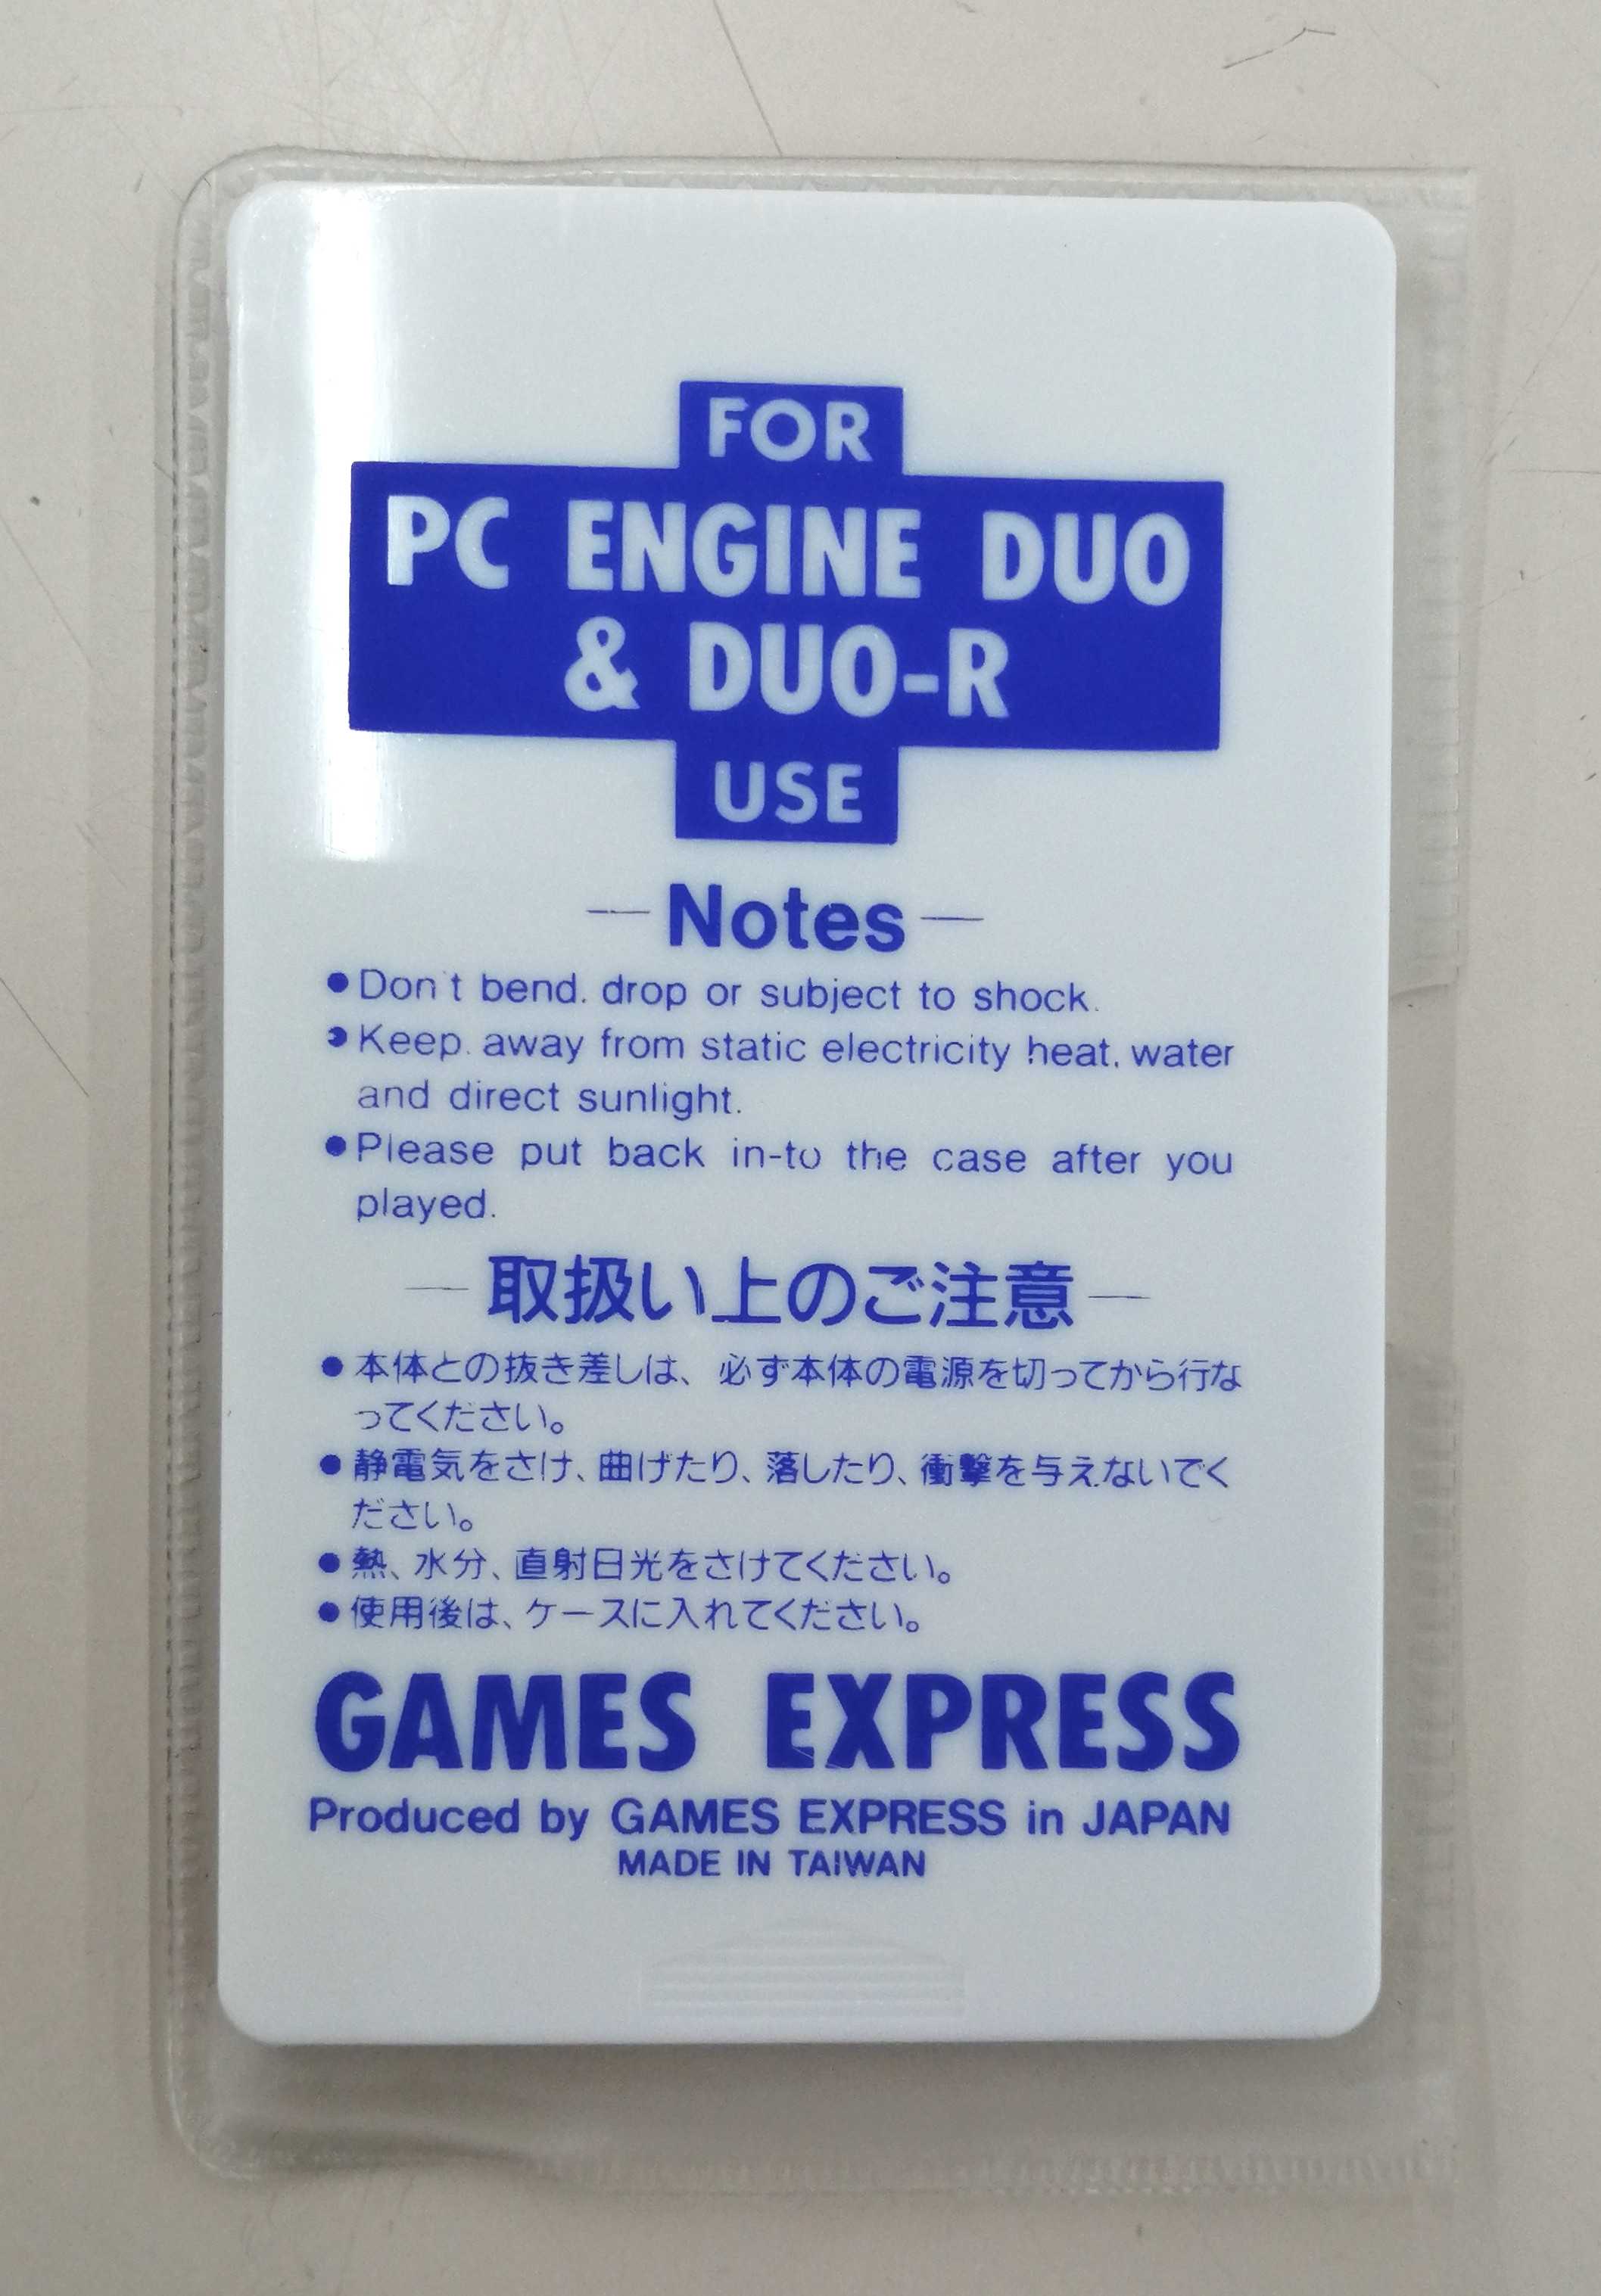 FOR
PC ENGINE DUO
& DUO-R
USE
Notes
●Don't bend. drop or subject to shock.
●Keep. away from static electricity heat. water
and direct sunlight.
●Please put back in-to the case after you
played.
取扱い上のご注意
●本体との抜き差しは、必ず本体の電源を切ってから行な
ってください。
●静電気をさけ、曲げたり、落したり、衝撃を与えないでく
ださい。
●熱、水分、直射日光をさけてください。
●使用後は、ケースに入れてください。
GAMES EXPRESS
Produced by GAMES EXPRESS in JAPAN
MADE IN TAIWAN